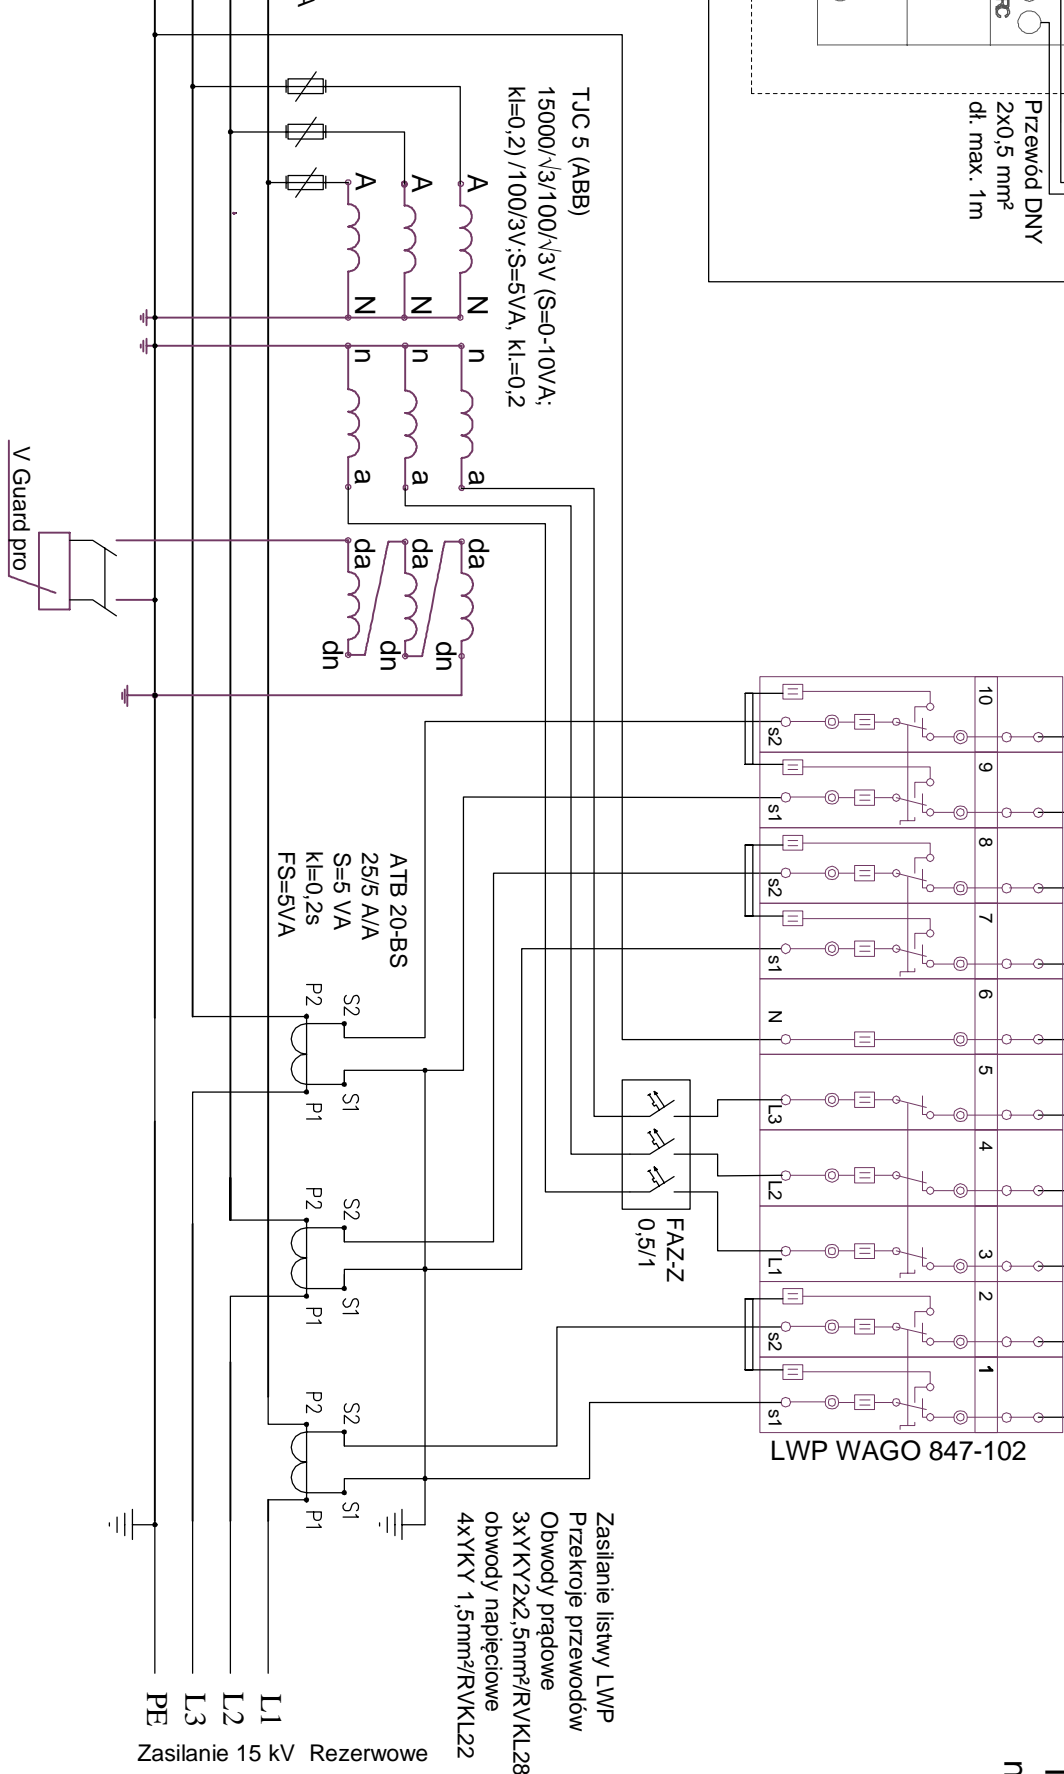 RC
Przewód DNY
2x0,5 mm²
dł. max. 1m
TJC 5 (ABB)
15000/√3/100/√3V (S=0-10VA;
kl=0,2) /100/3V;S=5VA, kl.=0,2
A
A
A
N
N
N
n
n
n
a
a
a
da
da
da
dn
dn
dn
V Guard pro
10
9
8
7
6
5
4
3
2
1
s2
s1
s2
s1
N
L3
L2
L1
s2
s1
LWP WAGO 847-102
ATB 20-BS
25/5 A/A
S=5 VA
kl=0,2s
FS=5VA
FAZ-Z
0,5/1
P2
S2
S1
P1
P2
S2
S1
P1
P2
S2
S1
P1
Zasilanie listwy LWP
Przekroje przewodów
Obwody prądowe
3xYKY2x2,5mm²/RVKL28
obwody napięciowe
4xYKY 1,5mm²/RVKL22
L1
L2
L3
PE
Zasilanie 15 kV Rezerwowe